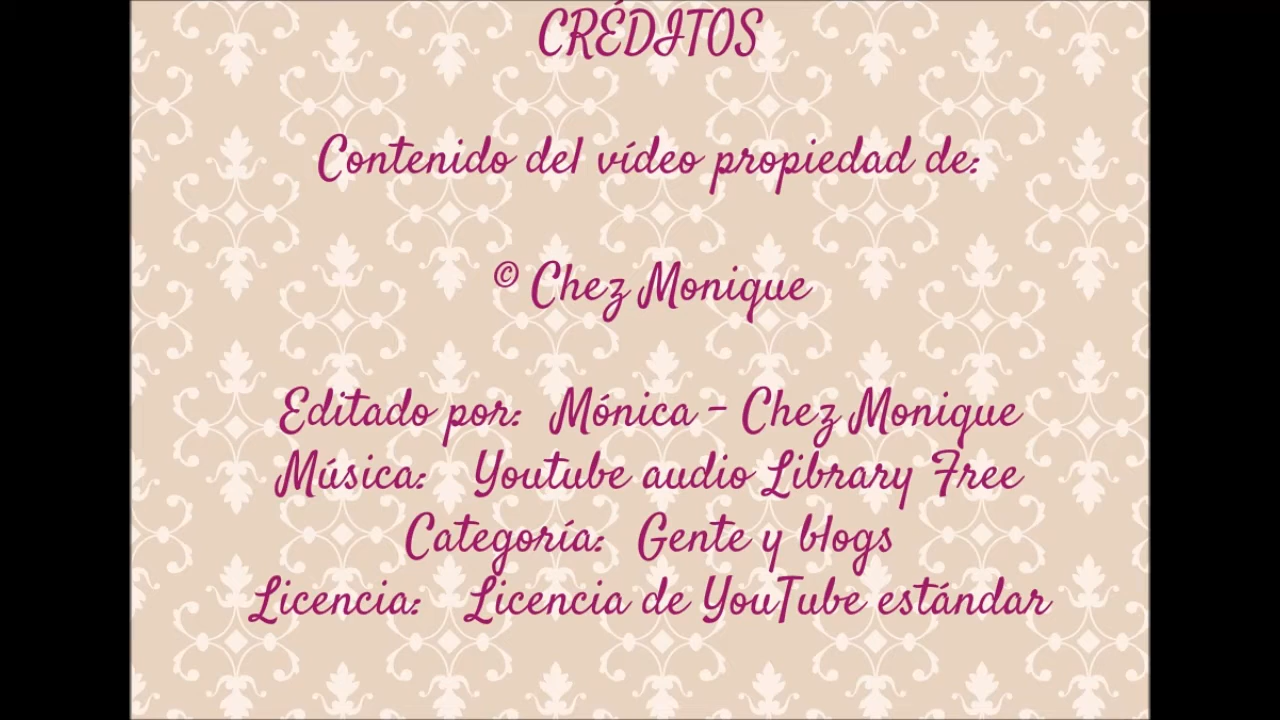 CRÉDITOS
Contenido del vídeo propiedad de:
© Chez Monique
Editado por: Mónica - Chez Monique
Música: Youtube audio Library Free
Categoría: Gente y blogs
Licencia: Licencia de YouTube estándar